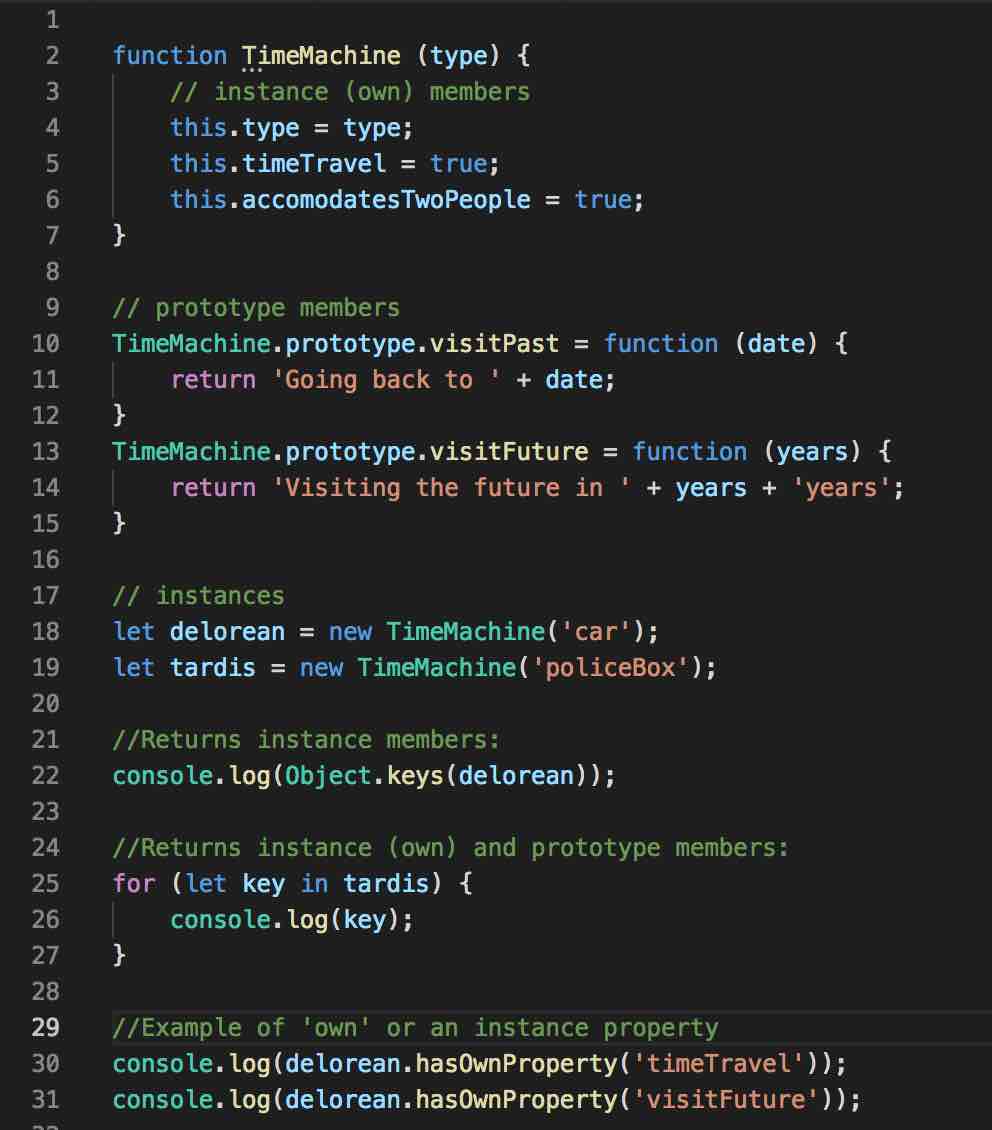 1
2 function TimeMachine (type) {
3 // instance (own) members
4 this.type = type;
5 this.timeTravel = true;
6 this.accomodatesTwoPeople = true;
7 }
8
9 // prototype members
10 TimeMachine.prototype.visitPast = function (date) {
11 return 'Going back to ' + date;
12 }
13 TimeMachine.prototype.visitFuture = function (years) {
14 return 'Visiting the future in ' + years + 'years';
15 }
16
17 // instances
18 let delorean = new TimeMachine('car');
19 let tardis = new TimeMachine('policeBox');
20
21 //Returns instance members:
22 console.log(Object.keys(delorean));
23
24 //Returns instance (own) and prototype members:
25 for (let key in tardis) {
26 console.log(key);
27 }
28
29 //Example of 'own' or an instance property
30 console.log(delorean.hasOwnProperty('timeTravel'));
31 console.log(delorean.hasOwnProperty('visitFuture'));